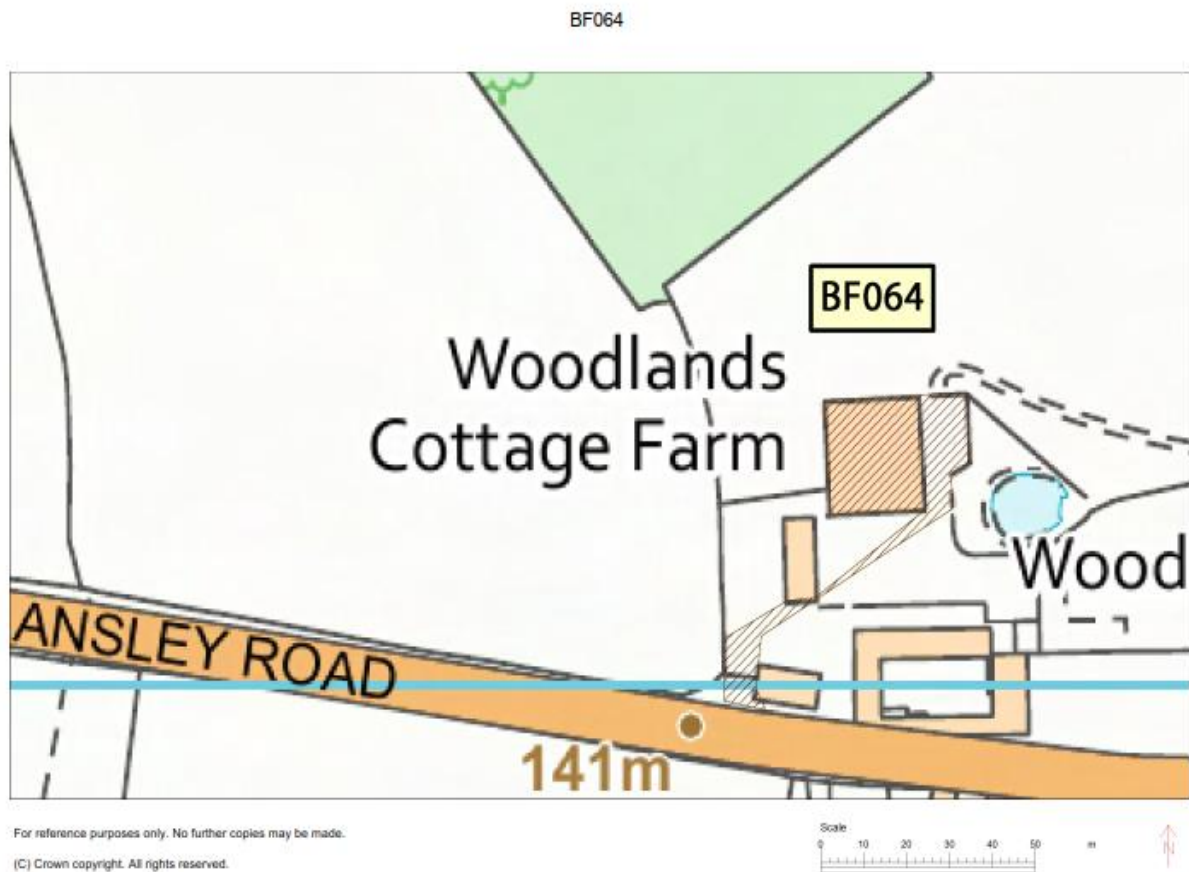 BF064
BF064
Woodlands
Cottage Farm
Wood
ANSLEY ROAD
141m
For reference purposes only. No further copies may be made.
(C) Crown copyright. All rights reserved.
Scale
0 10 20 30 40 50 m
N